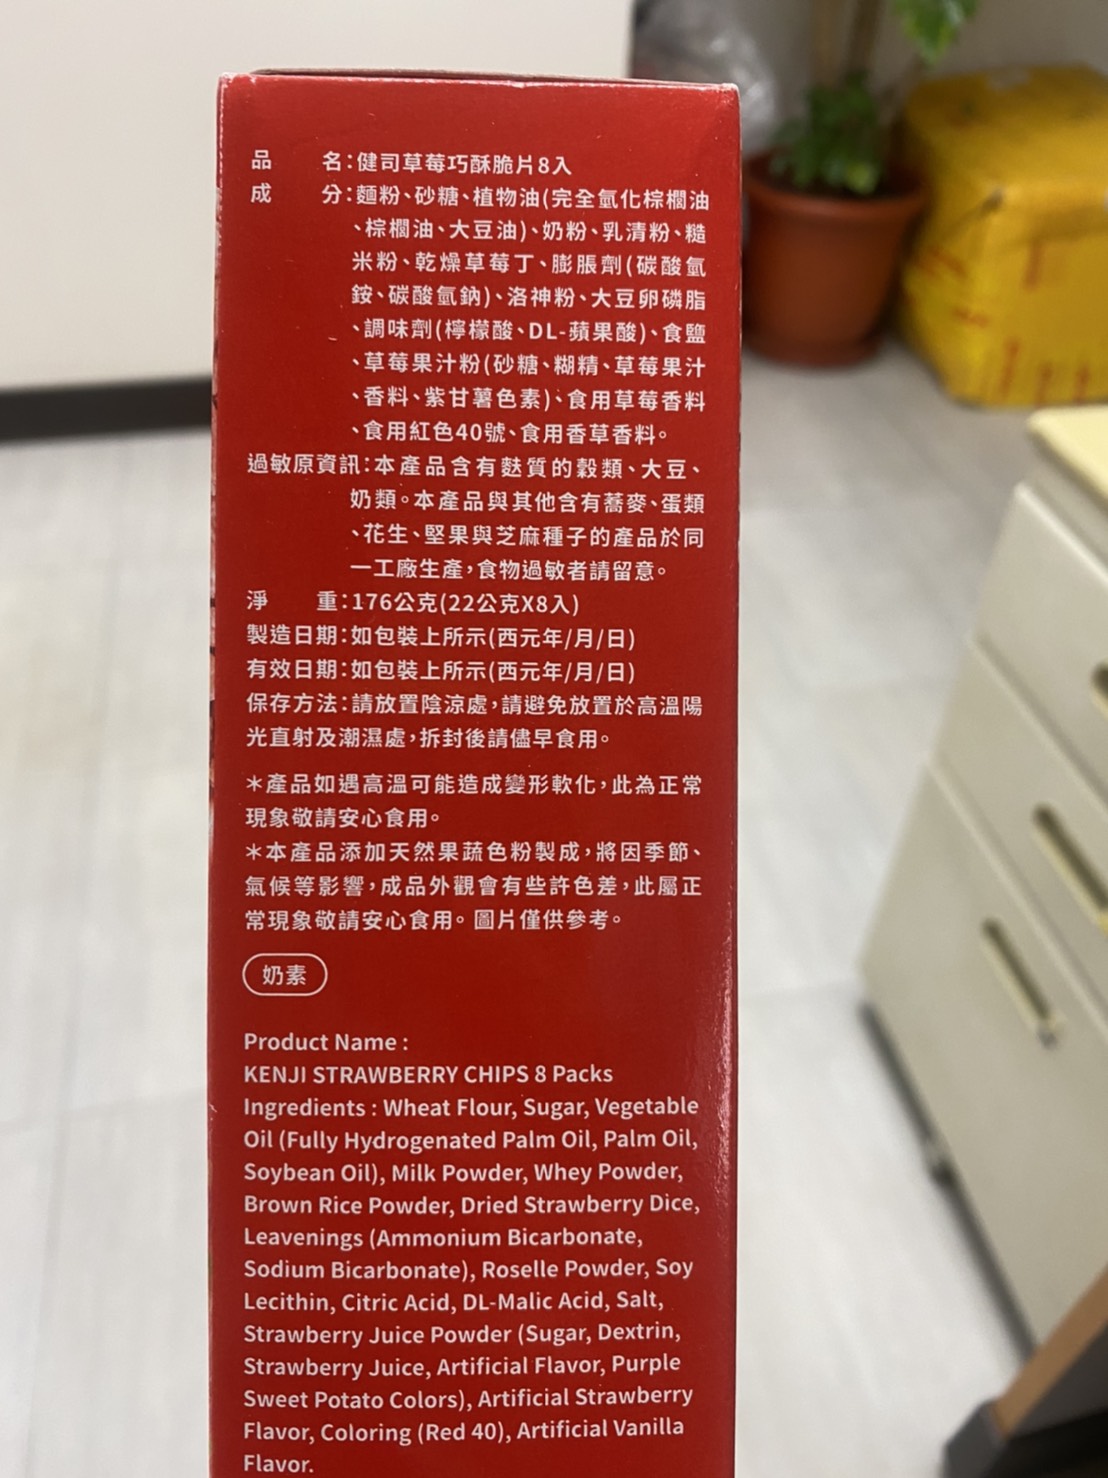 品　　名：健司草莓巧酥脆片8入
成　　分：麵粉、砂糖、植物油(完全氫化棕櫚油
、棕櫚油、大豆油)、奶粉、乳清粉、糙
米粉、乾燥草莓丁、膨脹劑(碳酸氫
銨、碳酸氫鈉)、洛神粉、大豆卵磷脂
、調味劑(檸檬酸、DL-蘋果酸)、食鹽
、草莓果汁粉(砂糖、糊精、草莓果汁
、香料、紫甘薯色素)、食用草莓香料
、食用紅色40號、食用香草香料。
過敏原資訊：本產品含有麩質的穀類、大豆、
奶類。本產品與其他含有蕎麥、蛋類
、花生、堅果與芝麻種子的產品於同
一工廠生產，食物過敏者請留意。
淨　　重：176公克(22公克X8入)
製造日期：如包裝上所示(西元年/月/日)
有效日期：如包裝上所示(西元年/月/日)
保存方法：請放置陰涼處，請避免放置於高溫陽
光直射及潮濕處，拆封後請儘早食用。
＊產品如遇高溫可能造成變形軟化，此為正常
現象敬請安心食用。
＊本產品添加天然果蔬色粉製成，將因季節、
氣候等影響，成品外觀會有些許色差，此屬正
常現象敬請安心食用。圖片僅供參考。
奶素
Product Name :
KENJI STRAWBERRY CHIPS 8 Packs
Ingredients : Wheat Flour, Sugar, Vegetable
Oil (Fully Hydrogenated Palm Oil, Palm Oil,
Soybean Oil), Milk Powder, Whey Powder,
Brown Rice Powder, Dried Strawberry Dice,
Leavenings (Ammonium Bicarbonate,
Sodium Bicarbonate), Roselle Powder, Soy
Lecithin, Citric Acid, DL-Malic Acid, Salt,
Strawberry Juice Powder (Sugar, Dextrin,
Strawberry Juice, Artificial Flavor, Purple
Sweet Potato Colors), Artificial Strawberry
Flavor, Coloring (Red 40), Artificial Vanilla
Flavor.